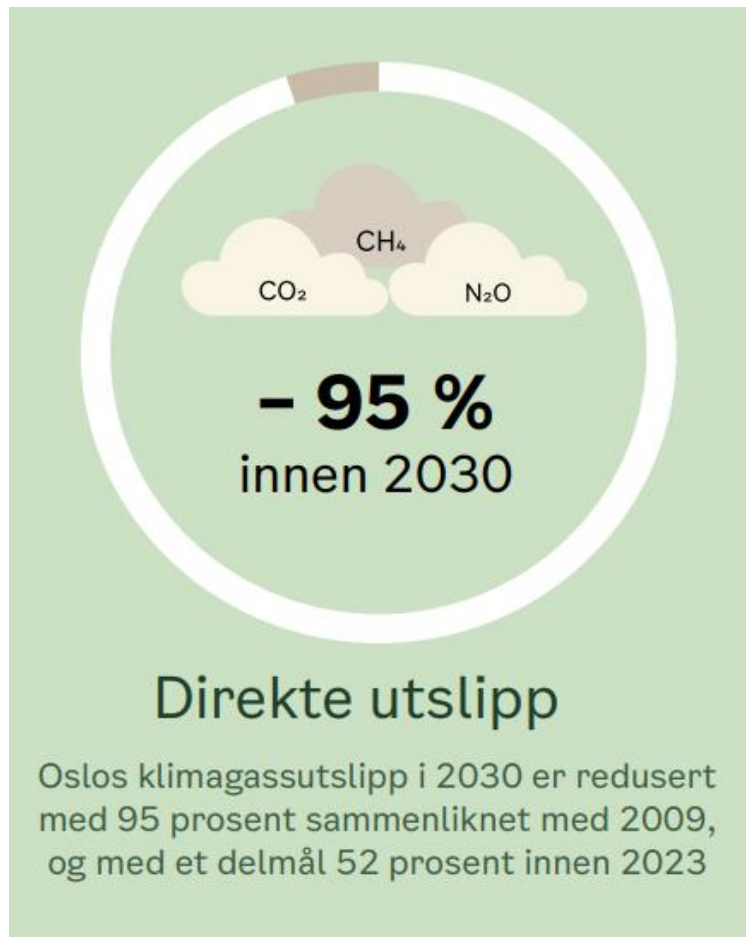 CH₄
CO₂
N₂O
– 95 %
innen 2030
Direkte utslipp
Oslos klimagassutslipp i 2030 er redusert
med 95 prosent sammenliknet med 2009,
og med et delmål 52 prosent innen 2023